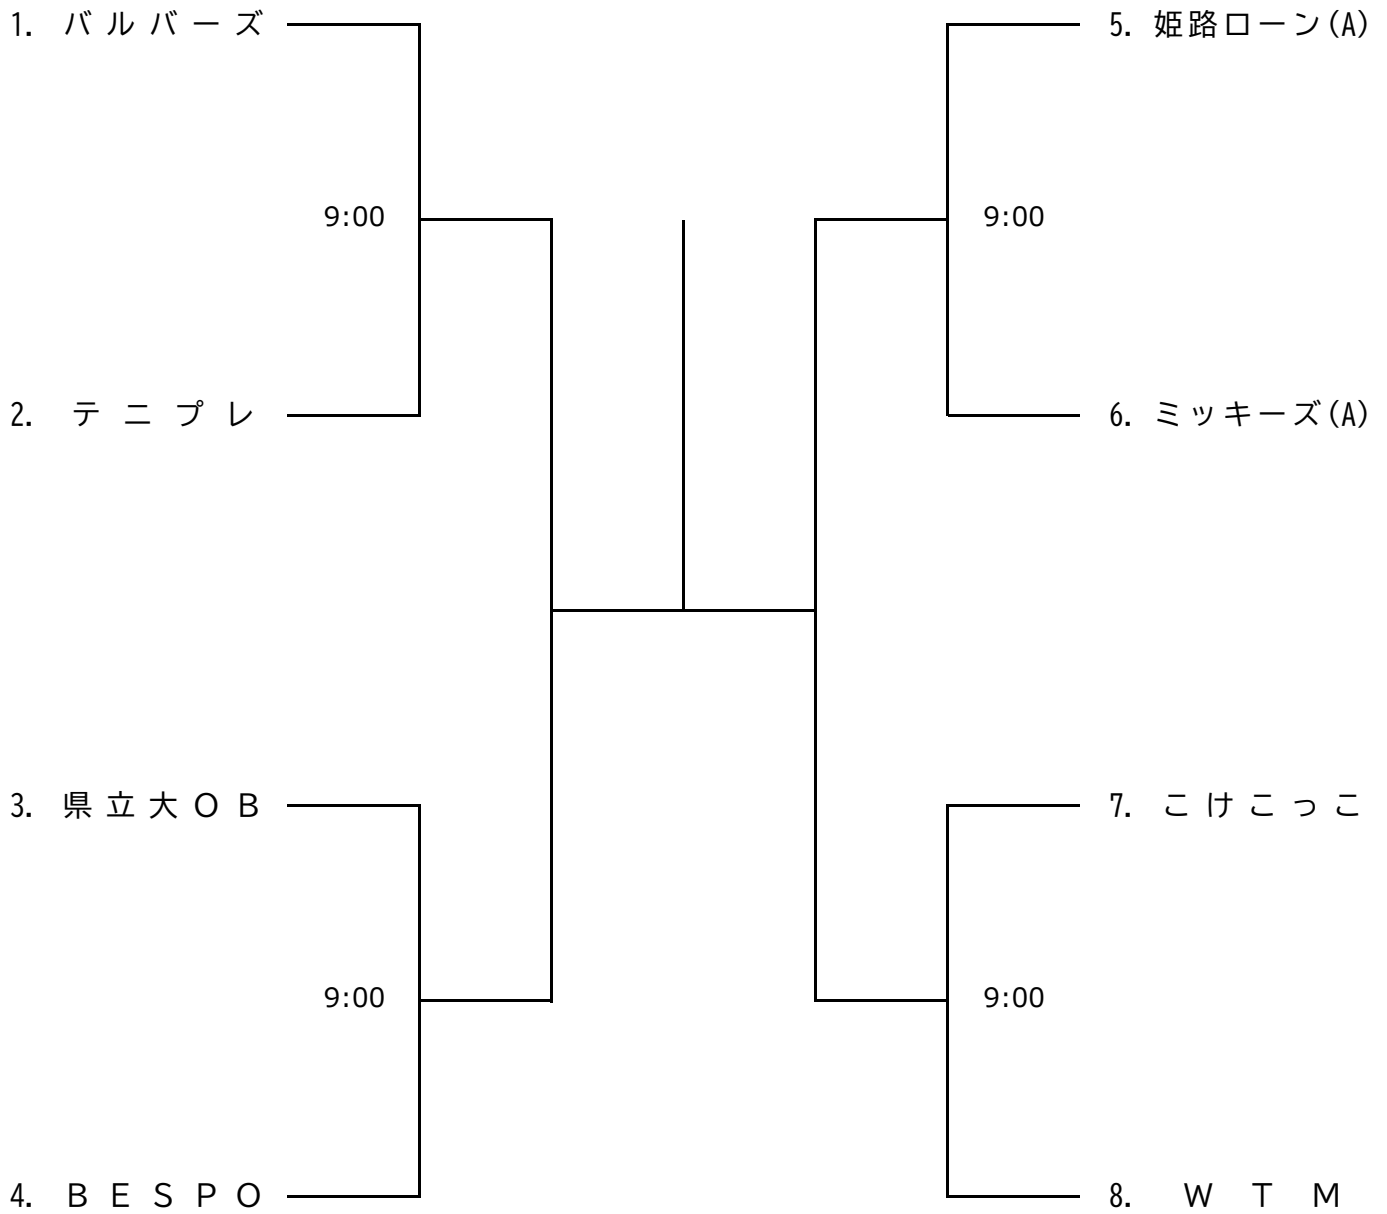 1. バルバーズ
5. 姫路ローン(A)
9:00
9:00
2. テニプレ
6. ミッキーズ(A)
3. 県立大OB
7. こけこっこ
9:00
9:00
4. BESPO
8. WTM